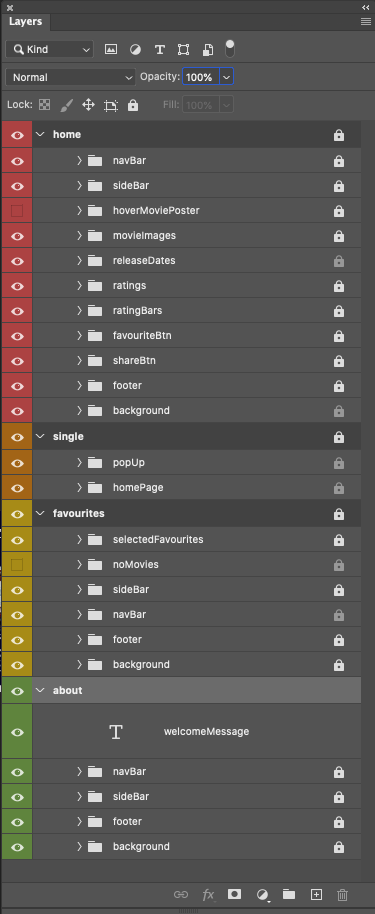 Layers
Kind
T
Normal
Opacity: 100%
Lock:
Fill: 100%
home
navBar
sideBar
hoverMoviePoster
movieImages
releaseDates
ratings
ratingBars
favouriteBtn
shareBtn
footer
background
single
popUp
homePage
favourites
selectedFavourites
noMovies
sideBar
navBar
footer
background
about
T welcomeMessage
navBar
sideBar
footer
background
fx